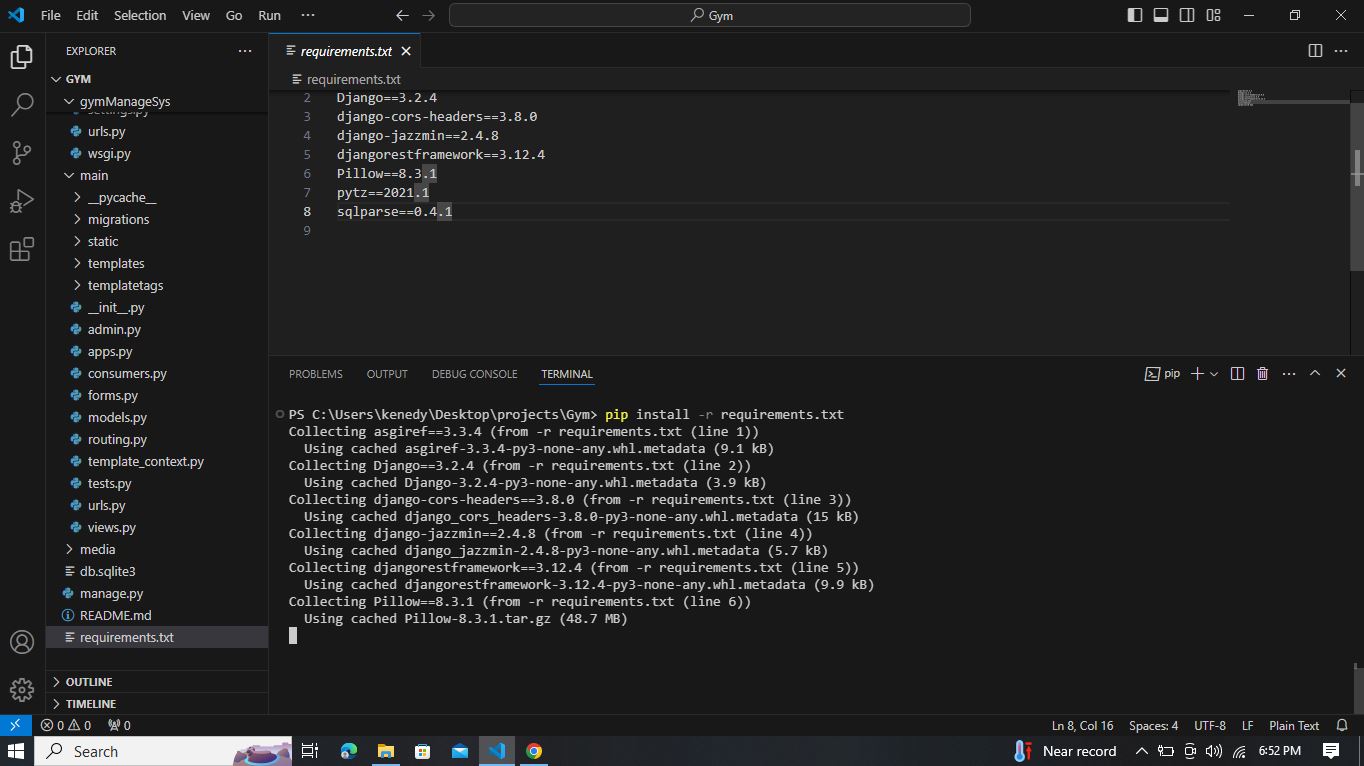 File Edit Selection View Go Run ··· Gym
EXPLORER ···
GYM
gymManageSys
settings.py
urls.py
wsgi.py
main
__pycache__
migrations
static
templates
templatetags
__init__.py
admin.py
apps.py
consumers.py
forms.py
models.py
routing.py
template_context.py
tests.py
urls.py
views.py
media
db.sqlite3
manage.py
README.md
requirements.txt
OUTLINE
TIMELINE
requirements.txt
requirements.txt
2 Django==3.2.4
3 django-cors-headers==3.8.0
4 django-jazzmin==2.4.8
5 djangorestframework==3.12.4
6 Pillow==8.3.1
7 pytz==2021.1
8 sqlparse==0.4.1
9
PROBLEMS OUTPUT DEBUG CONSOLE TERMINAL pip
PS C:\Users\kenedy\Desktop\projects\Gym> pip install -r requirements.txt
Collecting asgiref==3.3.4 (from -r requirements.txt (line 1))
Using cached asgiref-3.3.4-py3-none-any.whl.metadata (9.1 kB)
Collecting Django==3.2.4 (from -r requirements.txt (line 2))
Using cached Django-3.2.4-py3-none-any.whl.metadata (3.9 kB)
Collecting django-cors-headers==3.8.0 (from -r requirements.txt (line 3))
Using cached django_cors_headers-3.8.0-py3-none-any.whl.metadata (15 kB)
Collecting django-jazzmin==2.4.8 (from -r requirements.txt (line 4))
Using cached django_jazzmin-2.4.8-py3-none-any.whl.metadata (5.7 kB)
Collecting djangorestframework==3.12.4 (from -r requirements.txt (line 5))
Using cached djangorestframework-3.12.4-py3-none-any.whl.metadata (9.9 kB)
Collecting Pillow==8.3.1 (from -r requirements.txt (line 6))
Using cached Pillow-8.3.1.tar.gz (48.7 MB)
0 0 0 Ln 8, Col 16 Spaces: 4 UTF-8 LF Plain Text
Search Near record 6:52 PM